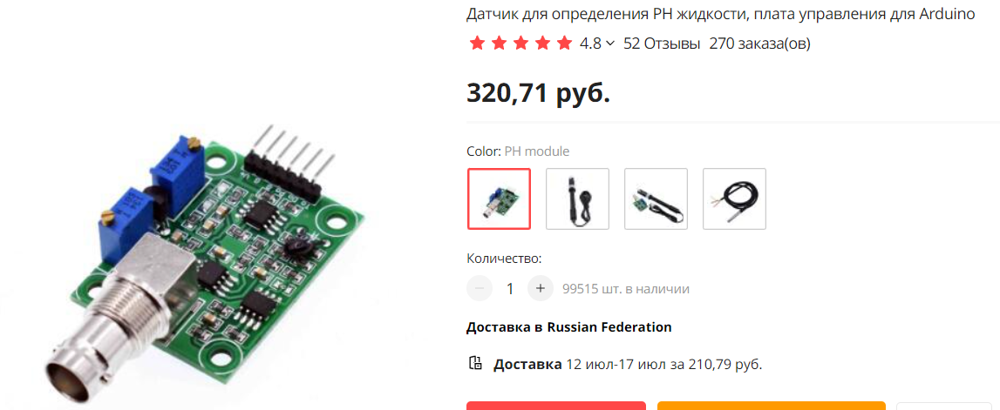 Датчик для определения PH жидкости, плата управления для Arduino
4.8 52 Отзывы 270 заказа(ов)
320,71 руб.
Color: PH module
Количество:
1 99515 шт. в наличии
Доставка в Russian Federation
Доставка 12 июл-17 июл за 210,79 руб.